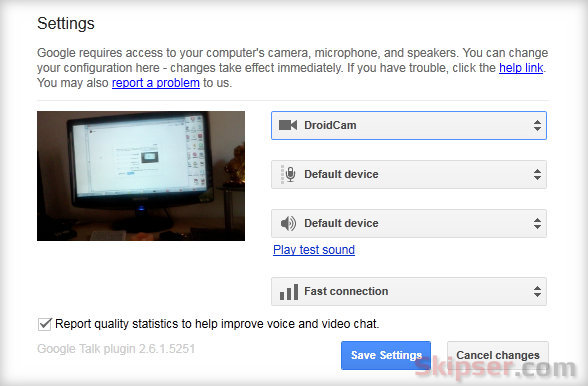 Settings
Google requires access to your computer's camera, microphone, and speakers. You can change
your configuration here - changes take effect immediately. If you have trouble, click the help link.
You may also report a problem to us.
DroidCam
Default device
Default device
Play test sound
Fast connection
Report quality statistics to help improve voice and video chat.
Google Talk plugin 2.6.1.5251
Save Settings
Cancel changes
Skipser.com